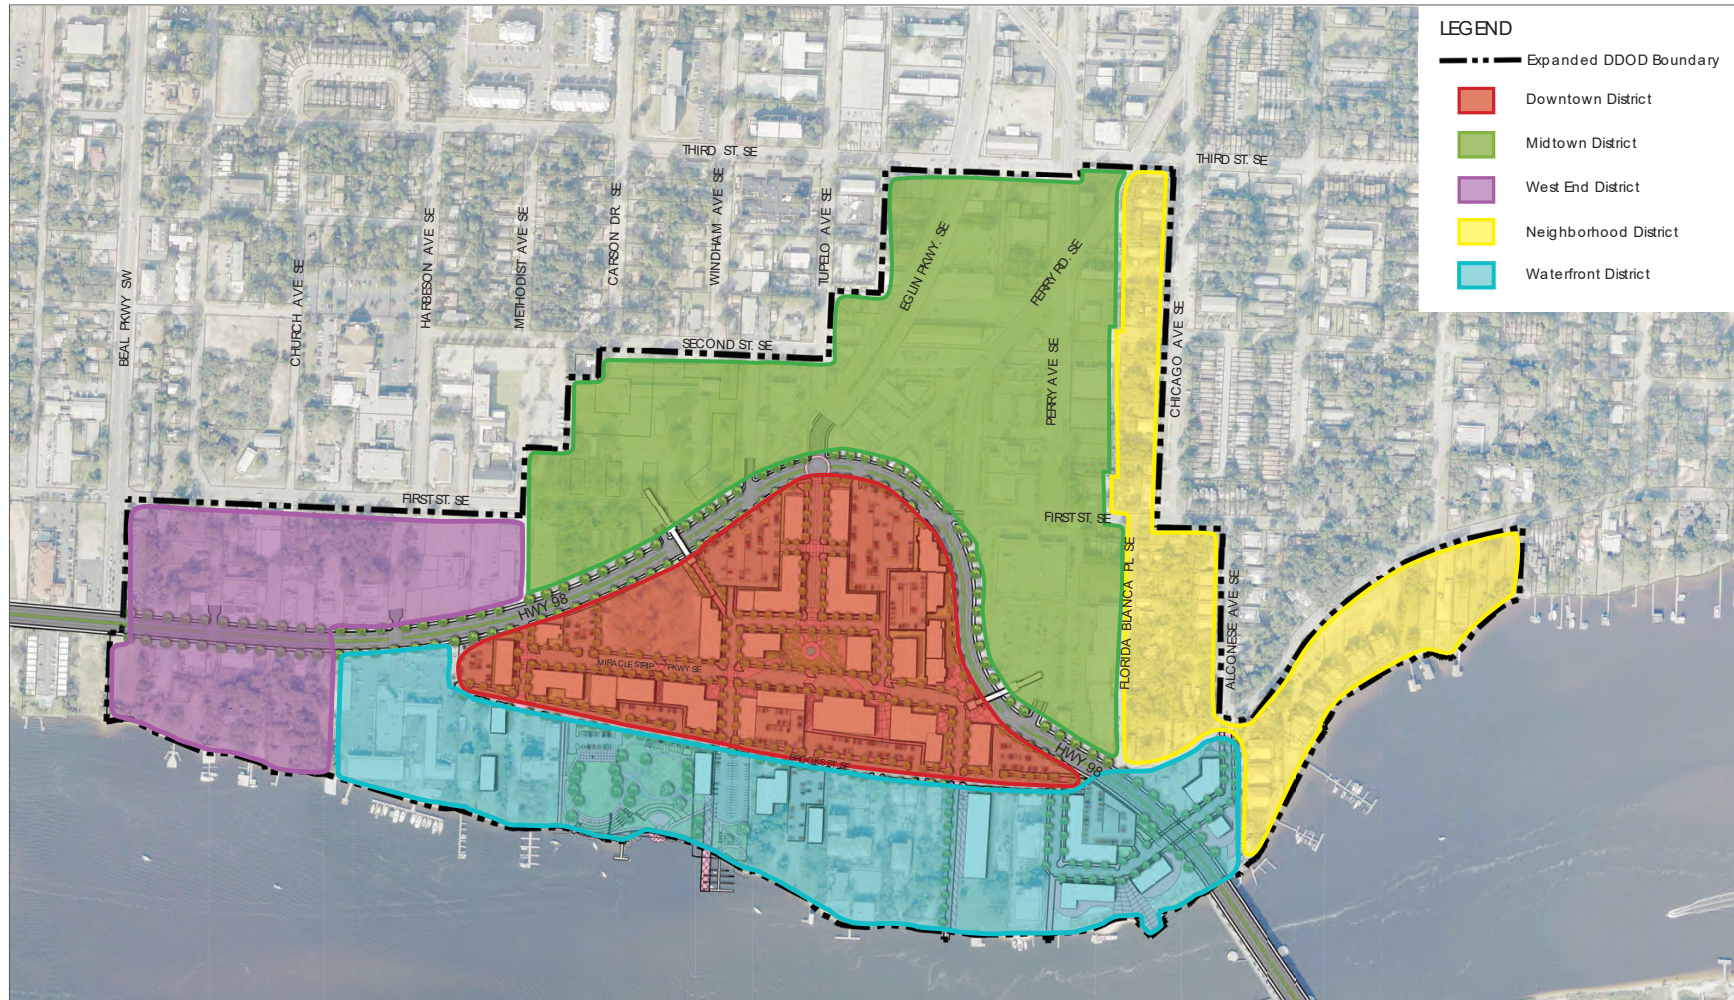 LEGEND
Expanded DDOD Boundary
Downtown District
Midtown District
West End District
Neighborhood District
Waterfront District
THIRD ST. SE
THIRD ST. SE
BEAL PKWY SW
CHURCH AVE SE
HARBESON AVE SE
METHODIST AVE SE
CARSON DR. SE
WINDHAM AVE SE
TUPELO AVE SE
EGLIN PKWY. SE
FERRY RD. SE
PERRY AVE SE
CHICAGO AVE SE
SECOND ST. SE
FIRST ST. SE
FIRST ST. SE
FLORIDA BLANCA PL SE
ALCONESE AVE SE
HWY 98
MIRACLE STRIP PKWY SE
BROOKS ST. SE
HWY 98